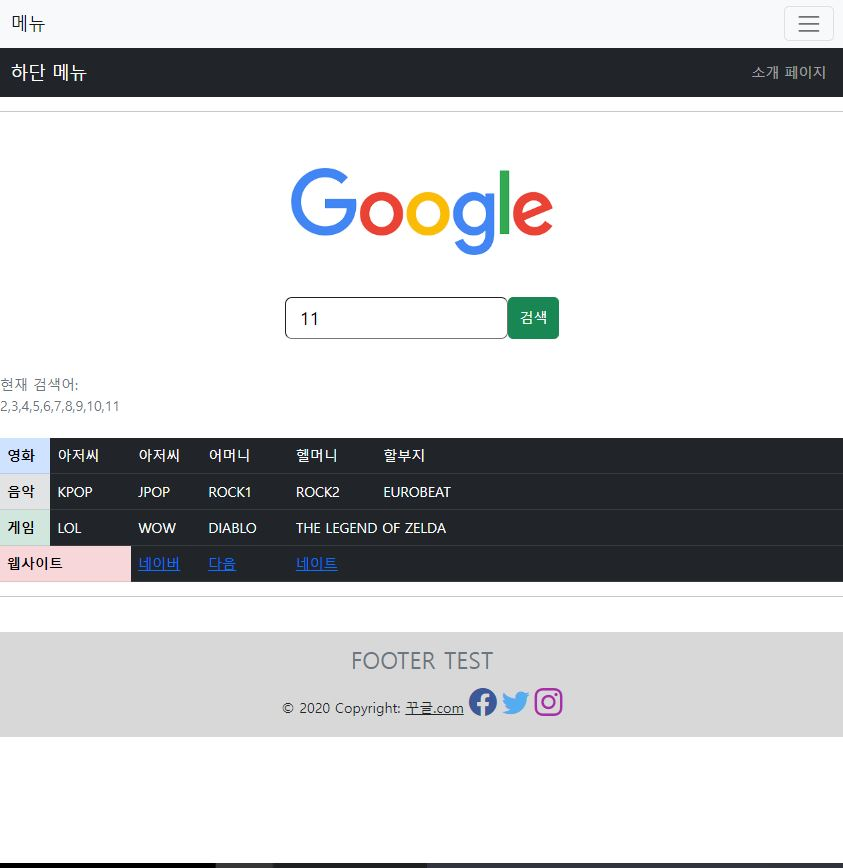 메뉴
하단 메뉴 소개 페이지
Google
11 검색
현재 검색어:
2,3,4,5,6,7,8,9,10,11
영화 아저씨 아저씨 어머니 헬머니 할부지
음악 KPOP JPOP ROCK1 ROCK2 EUROBEAT
게임 LOL WOW DIABLO THE LEGEND OF ZELDA
웹사이트 네이버 다음 네이트
FOOTER TEST
© 2020 Copyright: 꾸글.com